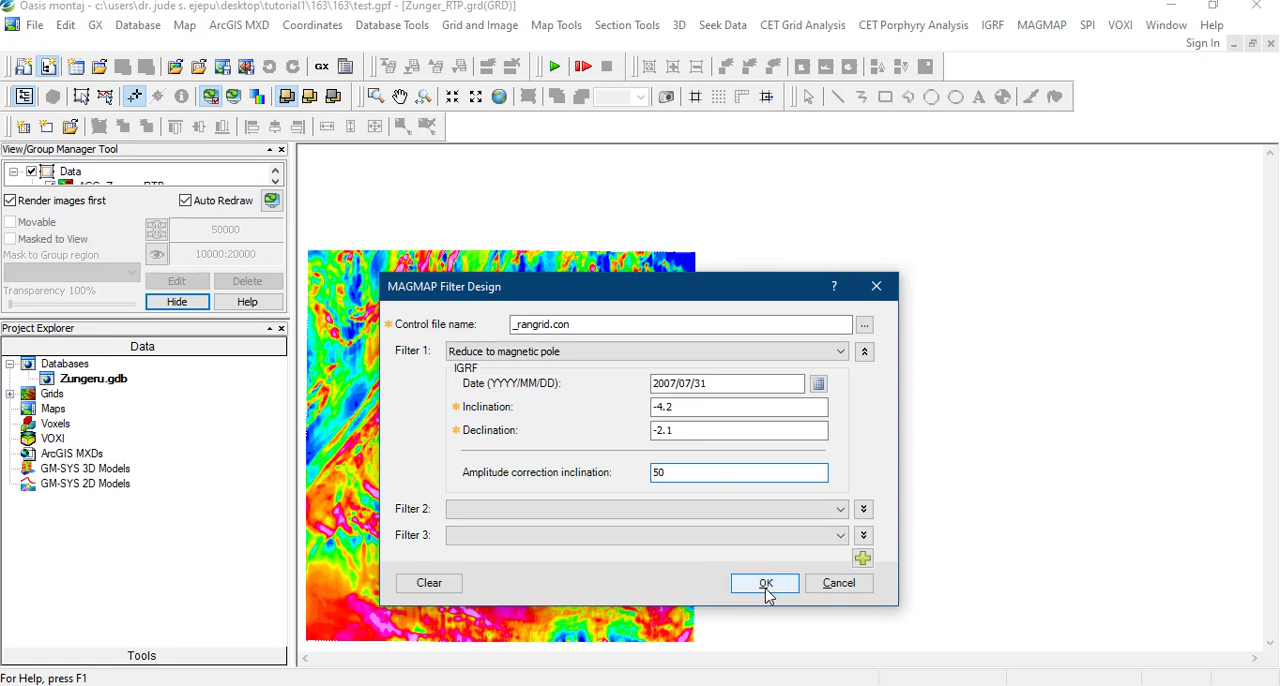 Oasis montaj - c:\users\dr. jude s. ejepu\desktop\tutorial1\163\163\test.gpf - [Zunger_RTP.grd(GRD)]
File Edit GX Database Map ArcGIS MXD Coordinates Database Tools Grid and Image Map Tools Section Tools 3D Seek Data CET Grid Analysis CET Porphyry Analysis IGRF MAGMAP SPI VOXI Window Help
Sign In
GX
View/Group Manager Tool
Data
Render images first Auto Redraw
Movable 50000
Masked to View
Mask to Group region 10000:20000
Transparency 100% Edit Delete
Hide Help
Project Explorer
Data
Databases
Zungeru.gdb
Grids
Maps
Voxels
VOXI
ArcGIS MXDs
GM-SYS 3D Models
GM-SYS 2D Models
Tools
For Help, press F1
MAGMAP Filter Design ?
Control file name: _rangrid.con ...
Filter 1: Reduce to magnetic pole
IGRF
Date (YYYY/MM/DD): 2007/07/31
Inclination: -4.2
Declination: -2.1
Amplitude correction inclination: 50
Filter 2:
Filter 3:
Clear OK Cancel